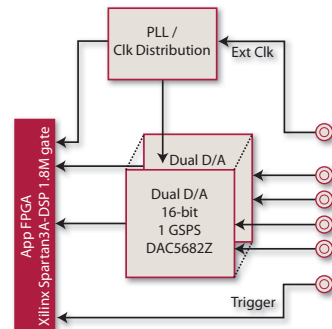 PLL /
Clk Distribution
Ext Clk
Dual D/A
Dual D/A
16-bit
1 GSPS
DAC5682Z
App FPGA
Xilinx Spartan3A-DSP 1.8M gate
Trigger